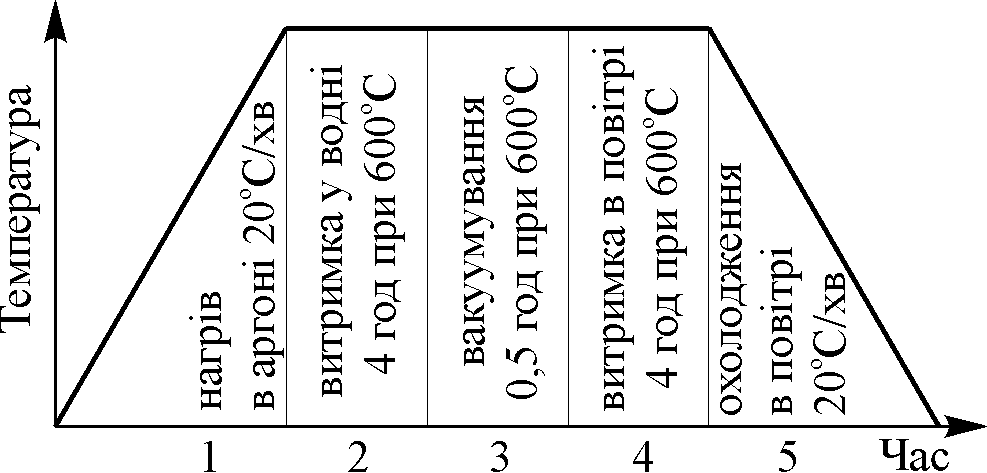 Температура
нагрів
в аргоні 20°С/хв
витримка у водні
4 год при 600°С
вакуумування
0,5 год при 600°С
витримка в повітрі
4 год при 600°С
охолодження
в повітрі
20°С/хв
1
2
3
4
5
Час